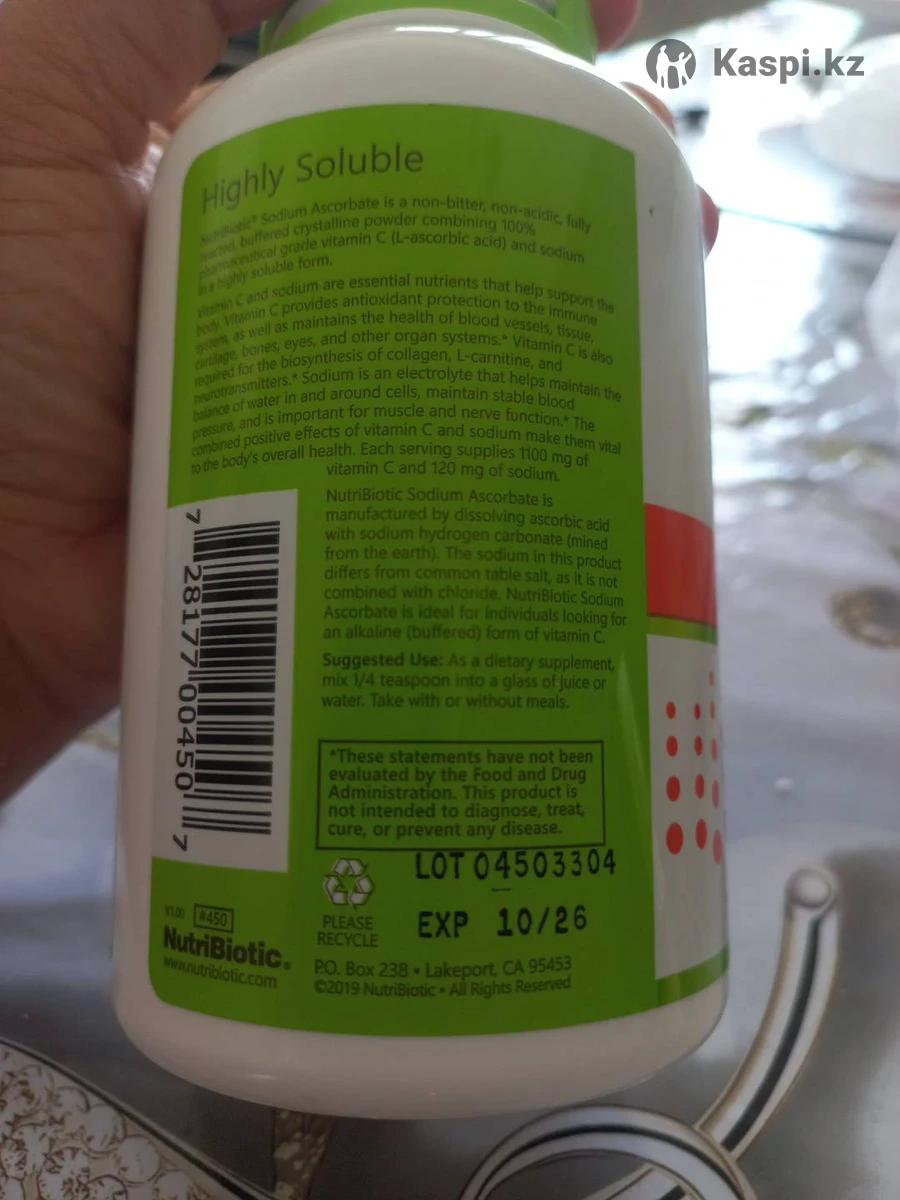 Kaspi.kz
Highly Soluble
NutriBiotic® Sodium Ascorbate is a non-bitter, non-acidic, fully
reacted, buffered crystalline powder combining 100%
pharmaceutical grade vitamin C (L-ascorbic acid) and sodium
in a highly soluble form.
Vitamin C and sodium are essential nutrients that help support the
body. Vitamin C provides antioxidant protection to the immune
system, as well as maintains the health of blood vessels, tissue,
cartilage, bones, eyes, and other organ systems.* Vitamin C is also
required for the biosynthesis of collagen, L-carnitine, and
neurotransmitters.* Sodium is an electrolyte that helps maintain the
balance of water in and around cells, maintain stable blood
pressure, and is important for muscle and nerve function.* The
combined positive effects of vitamin C and sodium make them vital
to the body's overall health. Each serving supplies 1100 mg of
vitamin C and 120 mg of sodium.
NutriBiotic Sodium Ascorbate is
manufactured by dissolving ascorbic acid
with sodium hydrogen carbonate (mined
from the earth). The sodium in this product
differs from common table salt, as it is not
combined with chloride. NutriBiotic Sodium
Ascorbate is ideal for individuals looking for
an alkaline (buffered) form of vitamin C.
Suggested Use: As a dietary supplement,
mix 1/4 teaspoon into a glass of juice or
water. Take with or without meals.
*These statements have not been
evaluated by the Food and Drug
Administration. This product is
not intended to diagnose, treat,
cure, or prevent any disease.
7 28177 00450 7
LOT 04503304
EXP 10/26
PLEASE
RECYCLE
V1.00 #450
NutriBiotic®
www.nutribiotic.com
P.O. Box 238 • Lakeport, CA 95453
©2019 NutriBiotic • All Rights Reserved